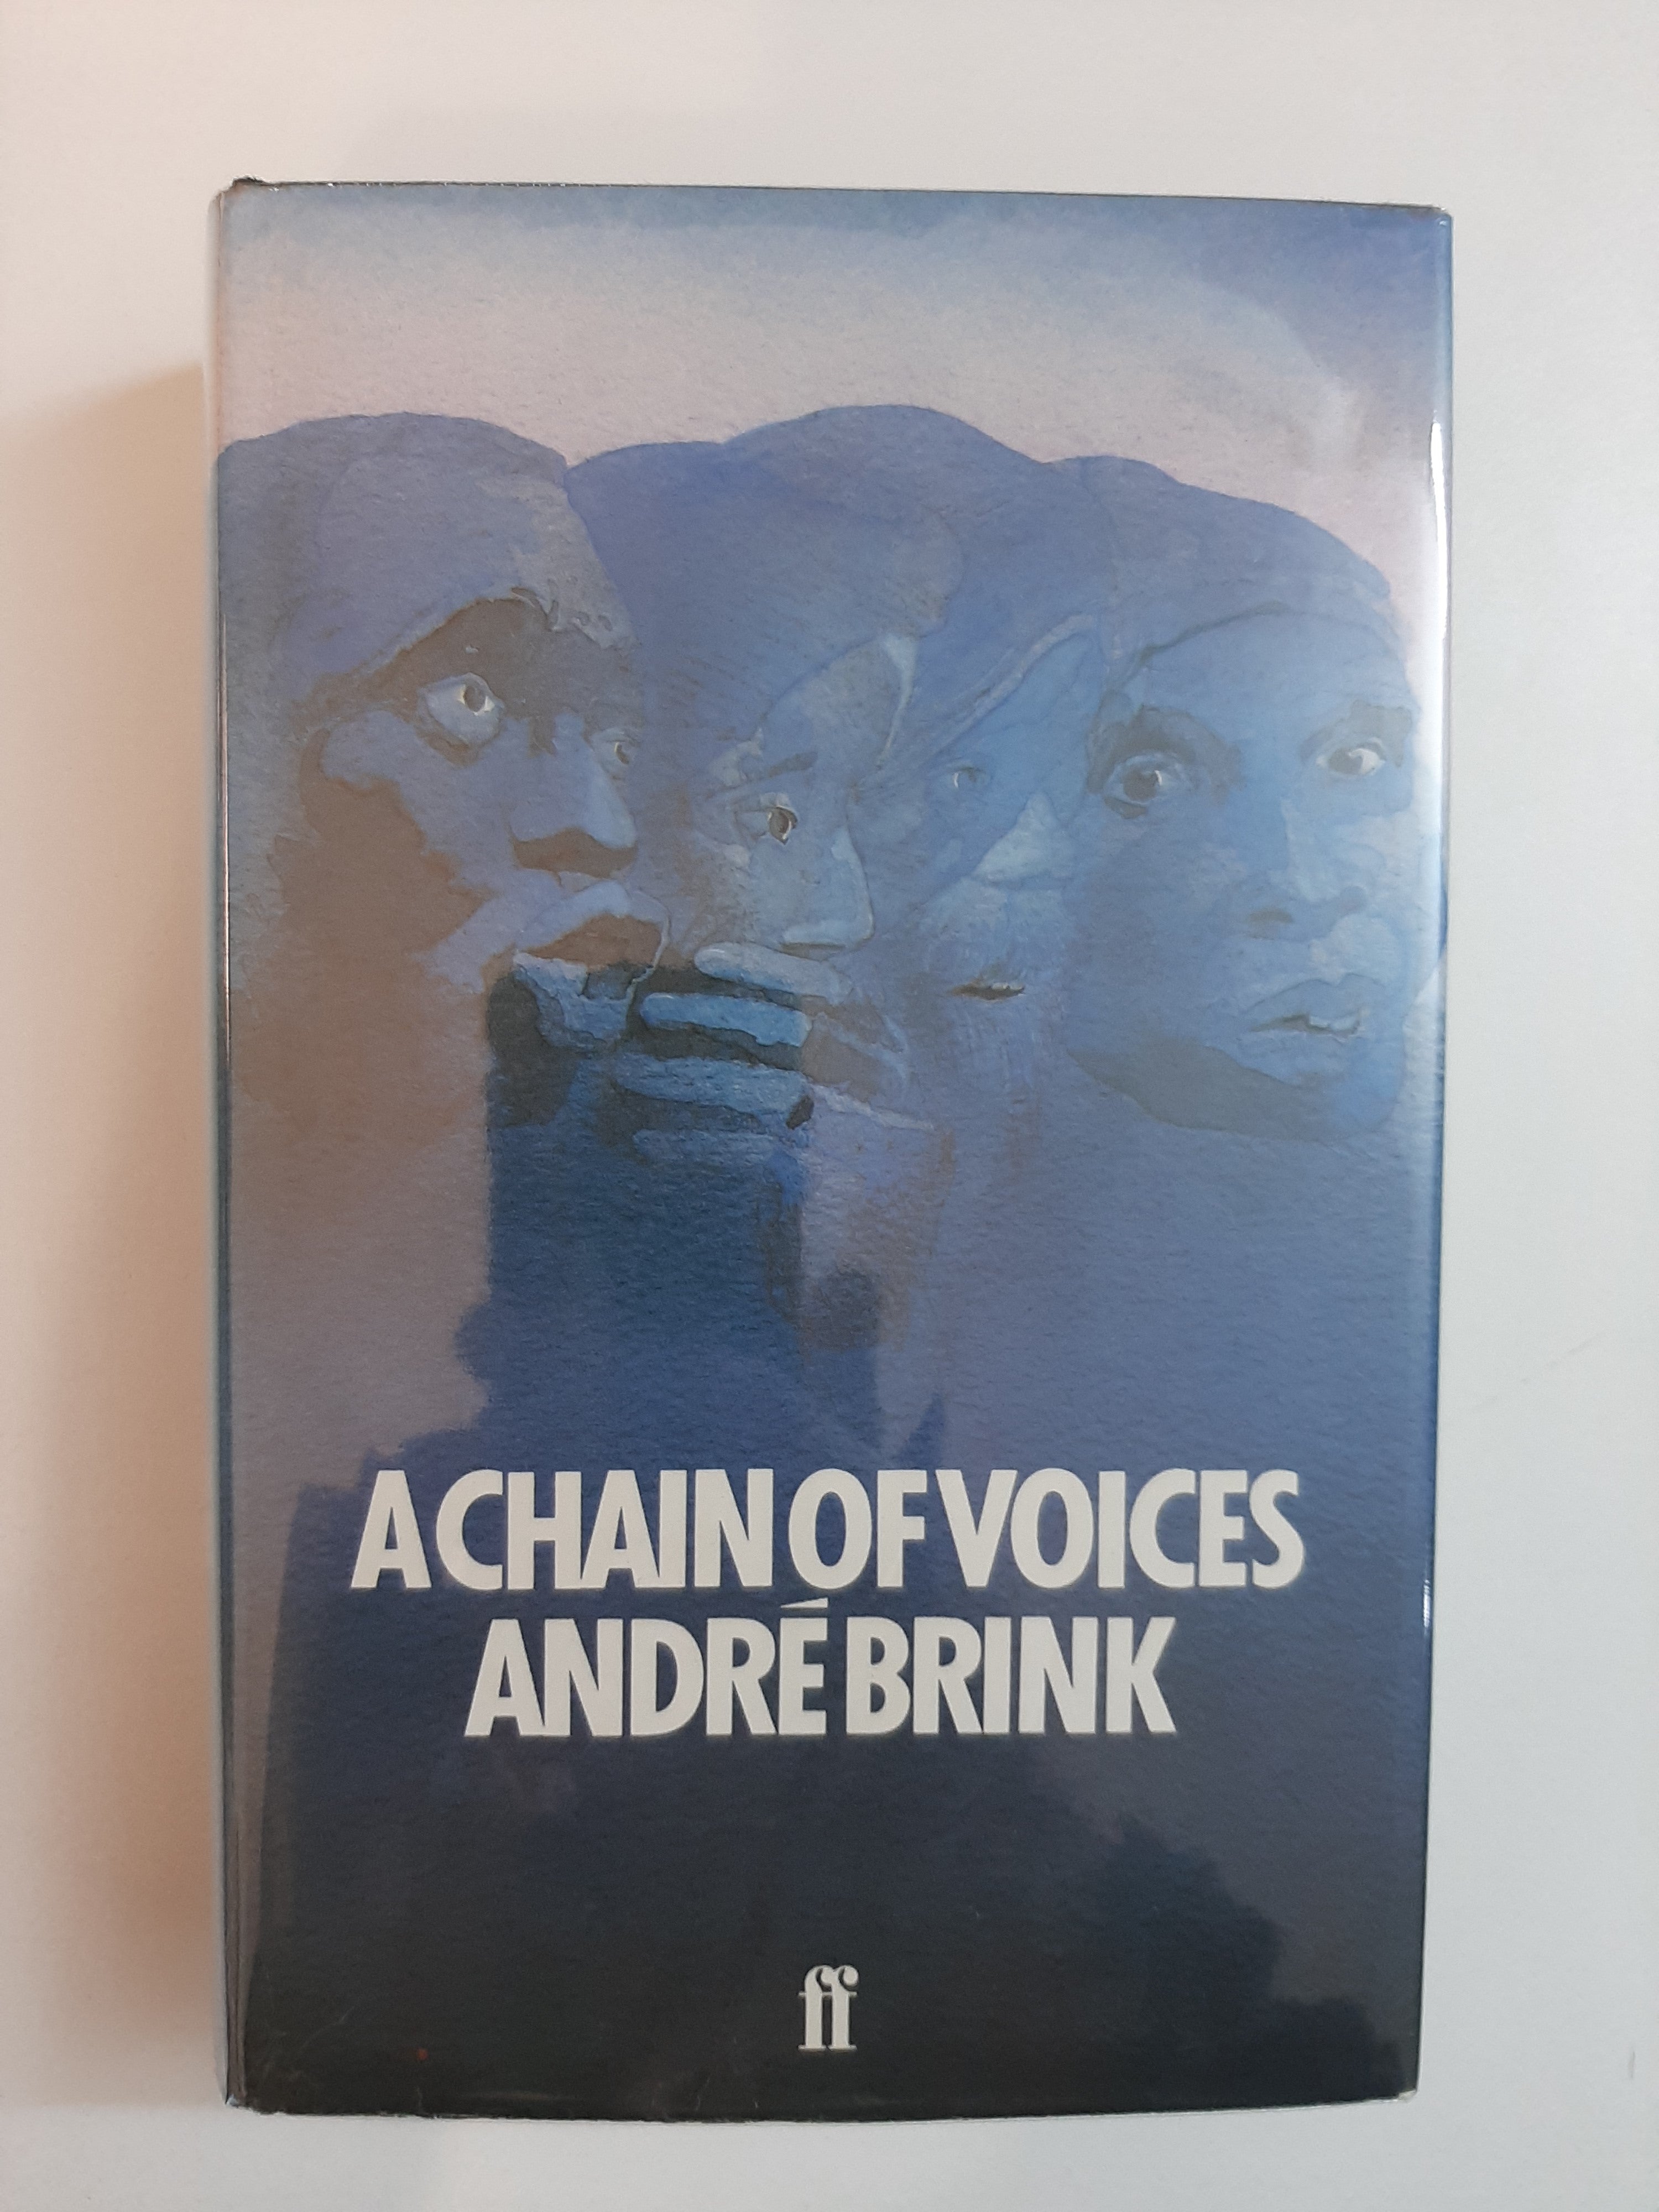 A CHAIN OF VOICES
ANDRÉ BRINK
ff